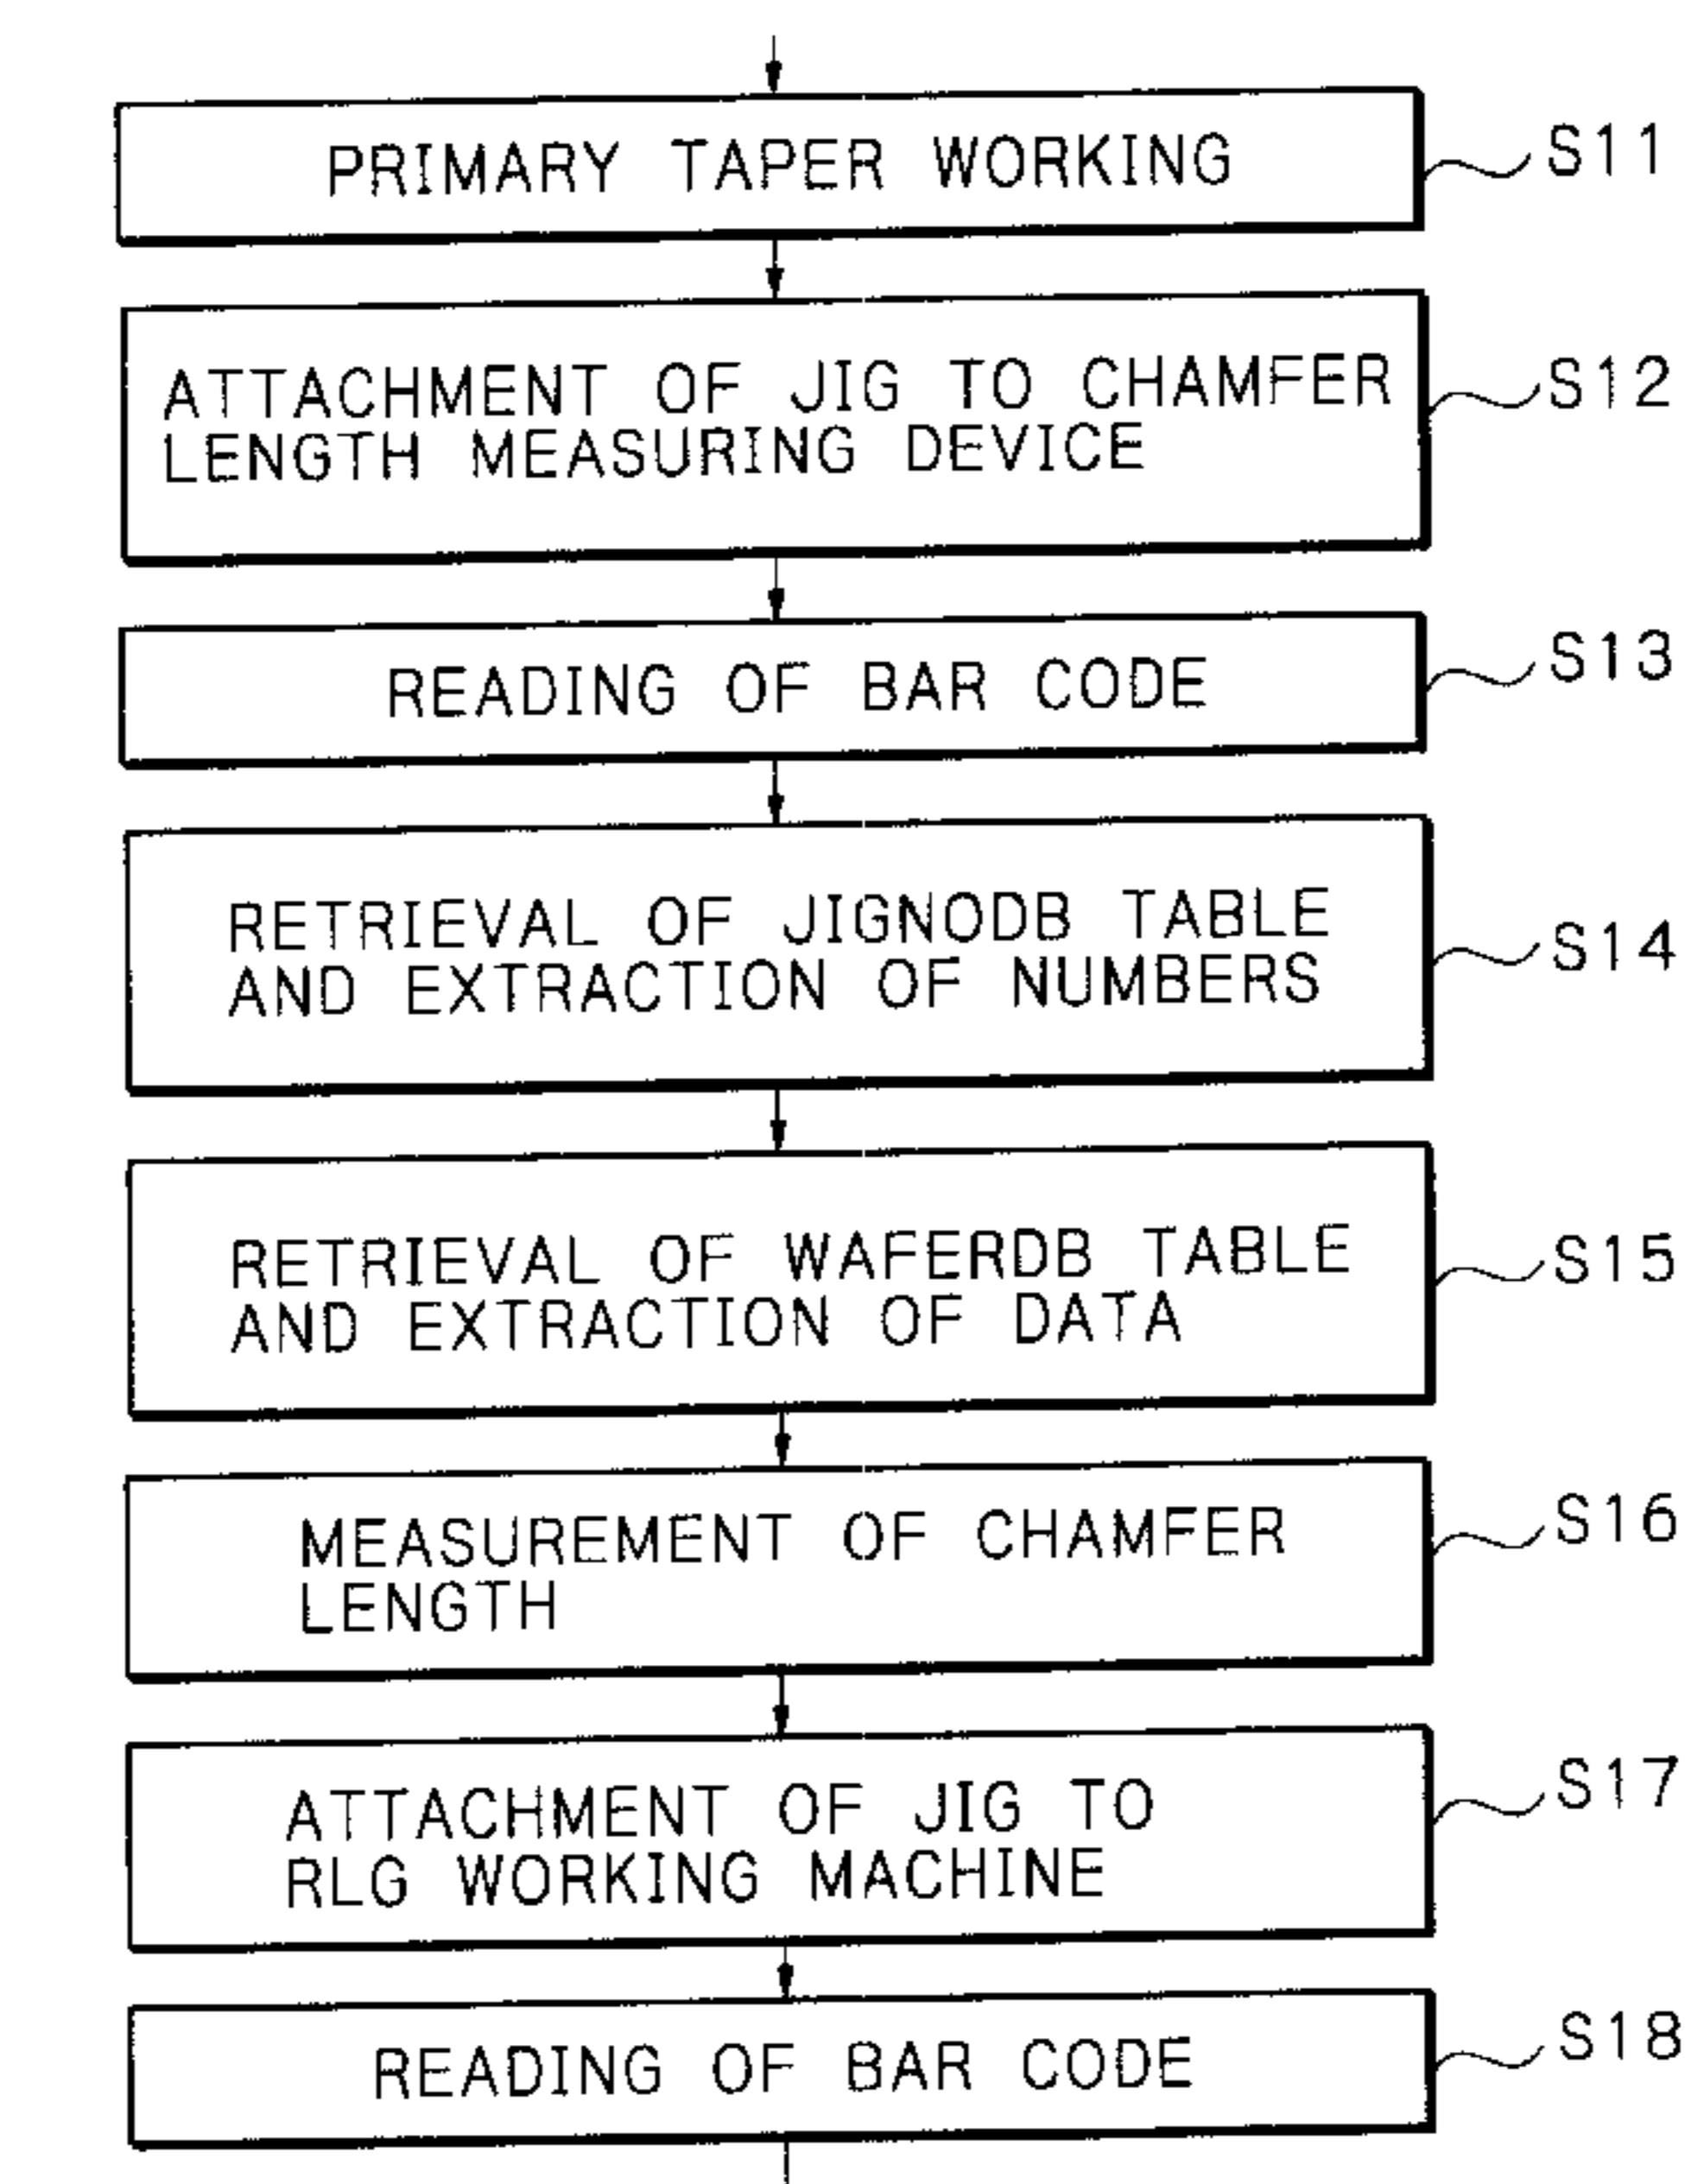 PRIMARY TAPER WORKING
S11
ATTACHMENT OF JIG TO CHAMFER
LENGTH MEASURING DEVICE
S12
READING OF BAR CODE
S13
RETRIEVAL OF JIGNODB TABLE
AND EXTRACTION OF NUMBERS
S14
RETRIEVAL OF WAFERDB TABLE
AND EXTRACTION OF DATA
S15
MEASUREMENT OF CHAMFER
LENGTH
S16
ATTACHMENT OF JIG TO
RLG WORKING MACHINE
S17
READING OF BAR CODE
S18